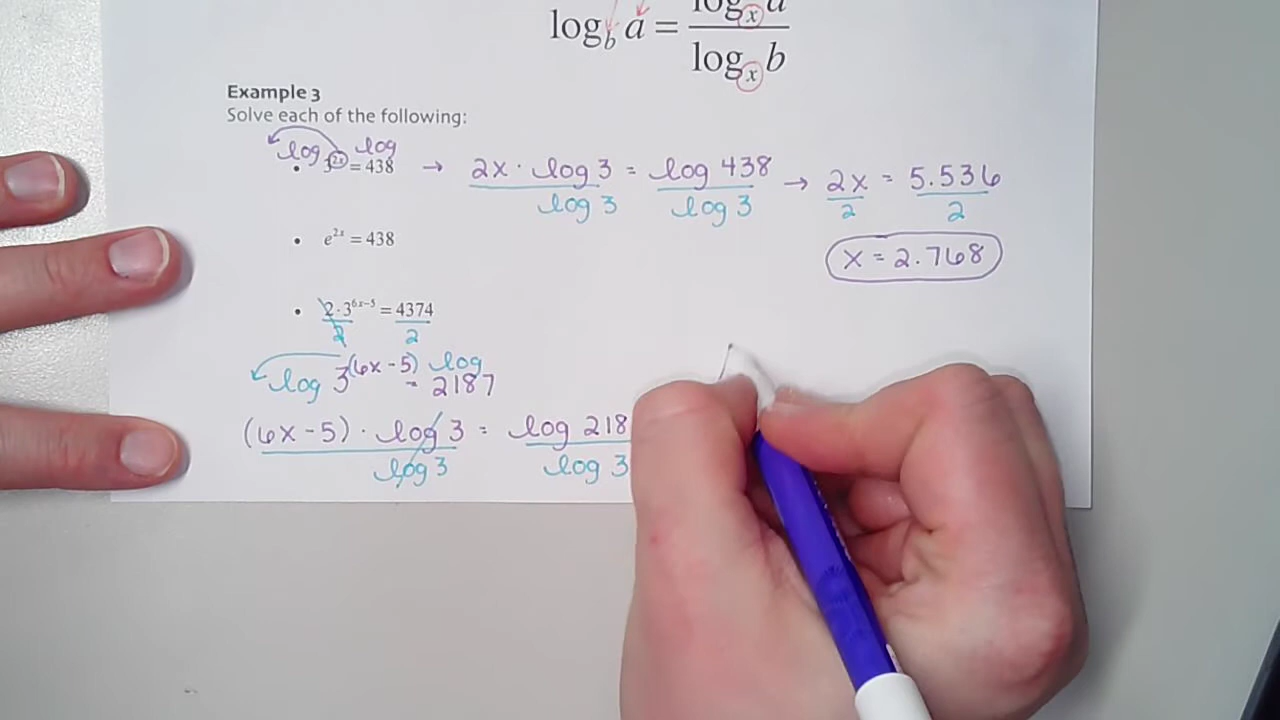 log_b a = log_x a / log_x b
Example 3
Solve each of the following:
log log
• 3^{2x} = 438 → 2x · log 3 = log 438 → 2x = 5.536
log 3 log 3 2 2
x = 2.768
• e^{2x} = 438
• 2 · 3^{6x−5} = 4374
2 2
log 3^{(6x − 5)} = log 2187
(6x − 5) · log 3 = log 218
log 3 log 3